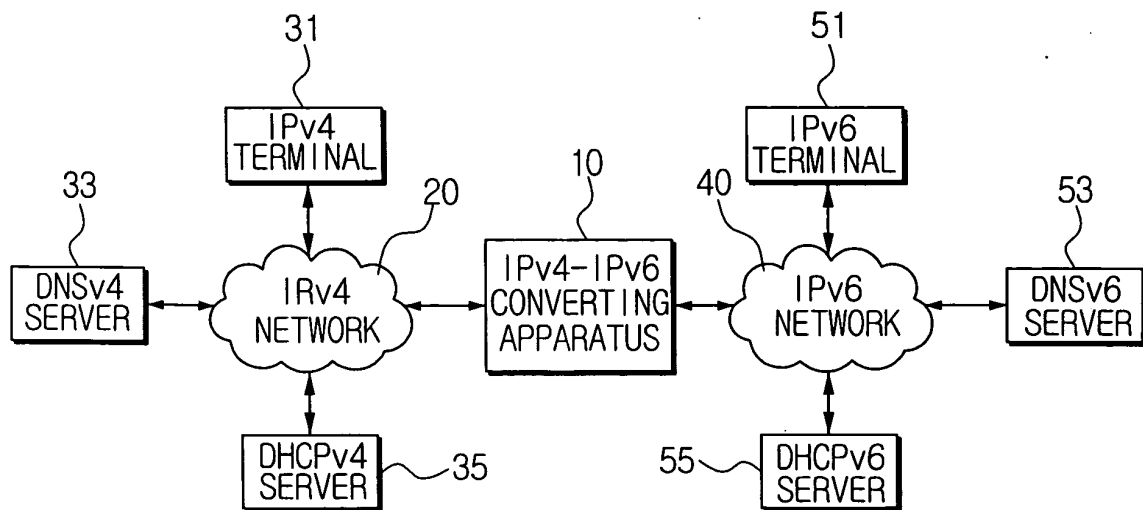 31
51
IPv4
TERMINAL
IPv6
TERMINAL
33
20
10
40
53
DNSv4
SERVER
IRv4
NETWORK
IPv4-IPv6
CONVERTING
APPARATUS
IPv6
NETWORK
DNSv6
SERVER
DHCPv4
SERVER
35
55
DHCPv6
SERVER